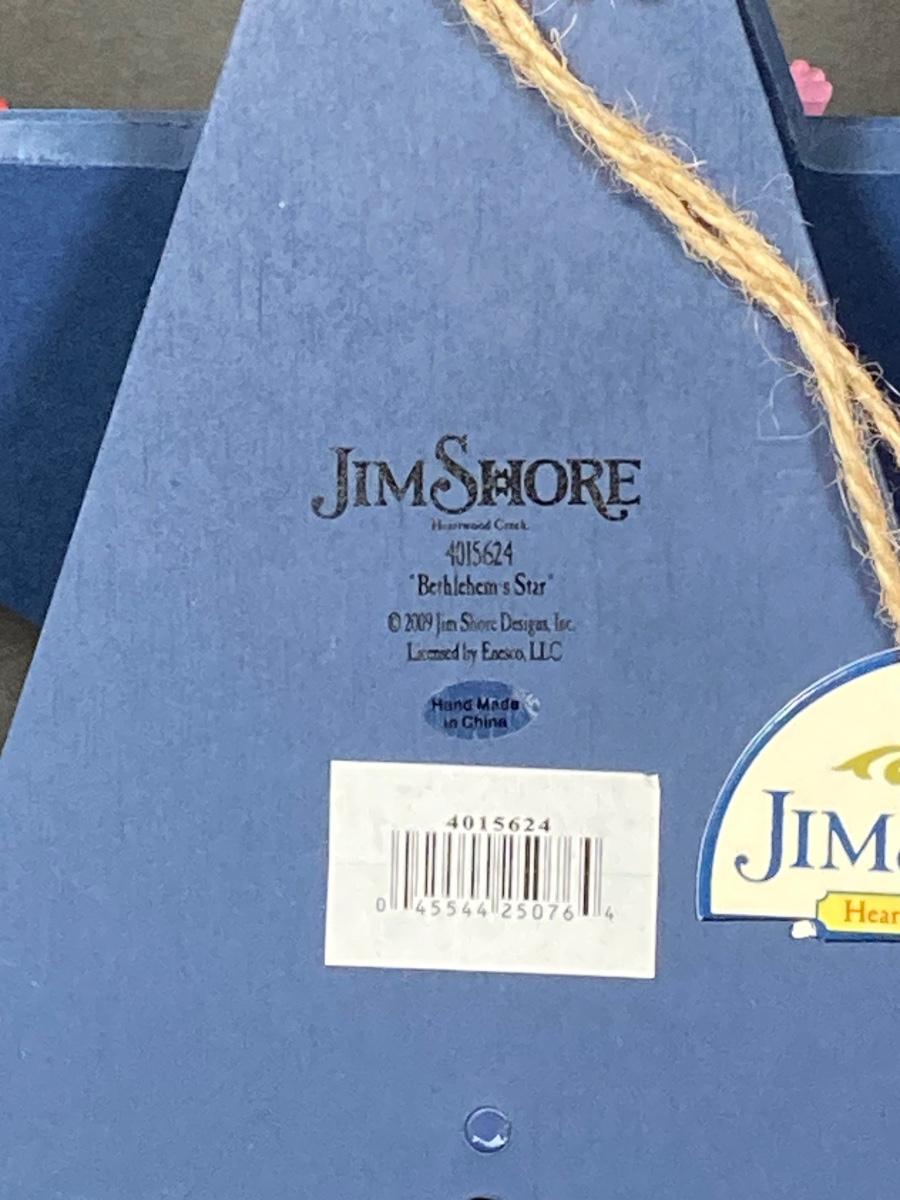 JIM SHORE
Heartwood Creek
4015624
"Bethlehem's Star"
© 2009 Jim Shore Designs, Inc.
Licensed by Enesco, LLC
Hand Made
in China
4015624
0 45544 25076 4
JIM
Hear